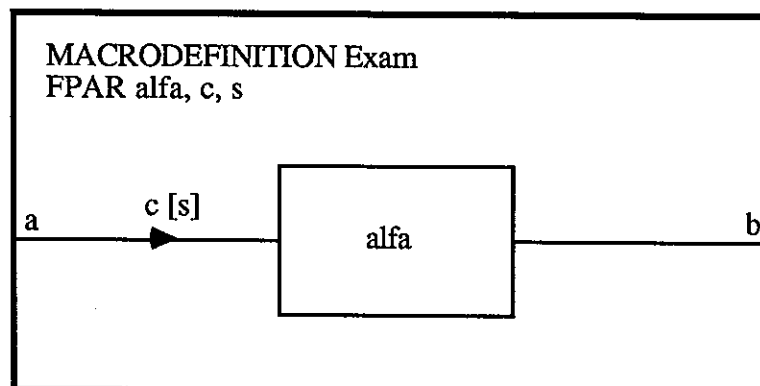 MACRODEFINITION Exam
FPAR alfa, c, s
c [s]
a
alfa
b